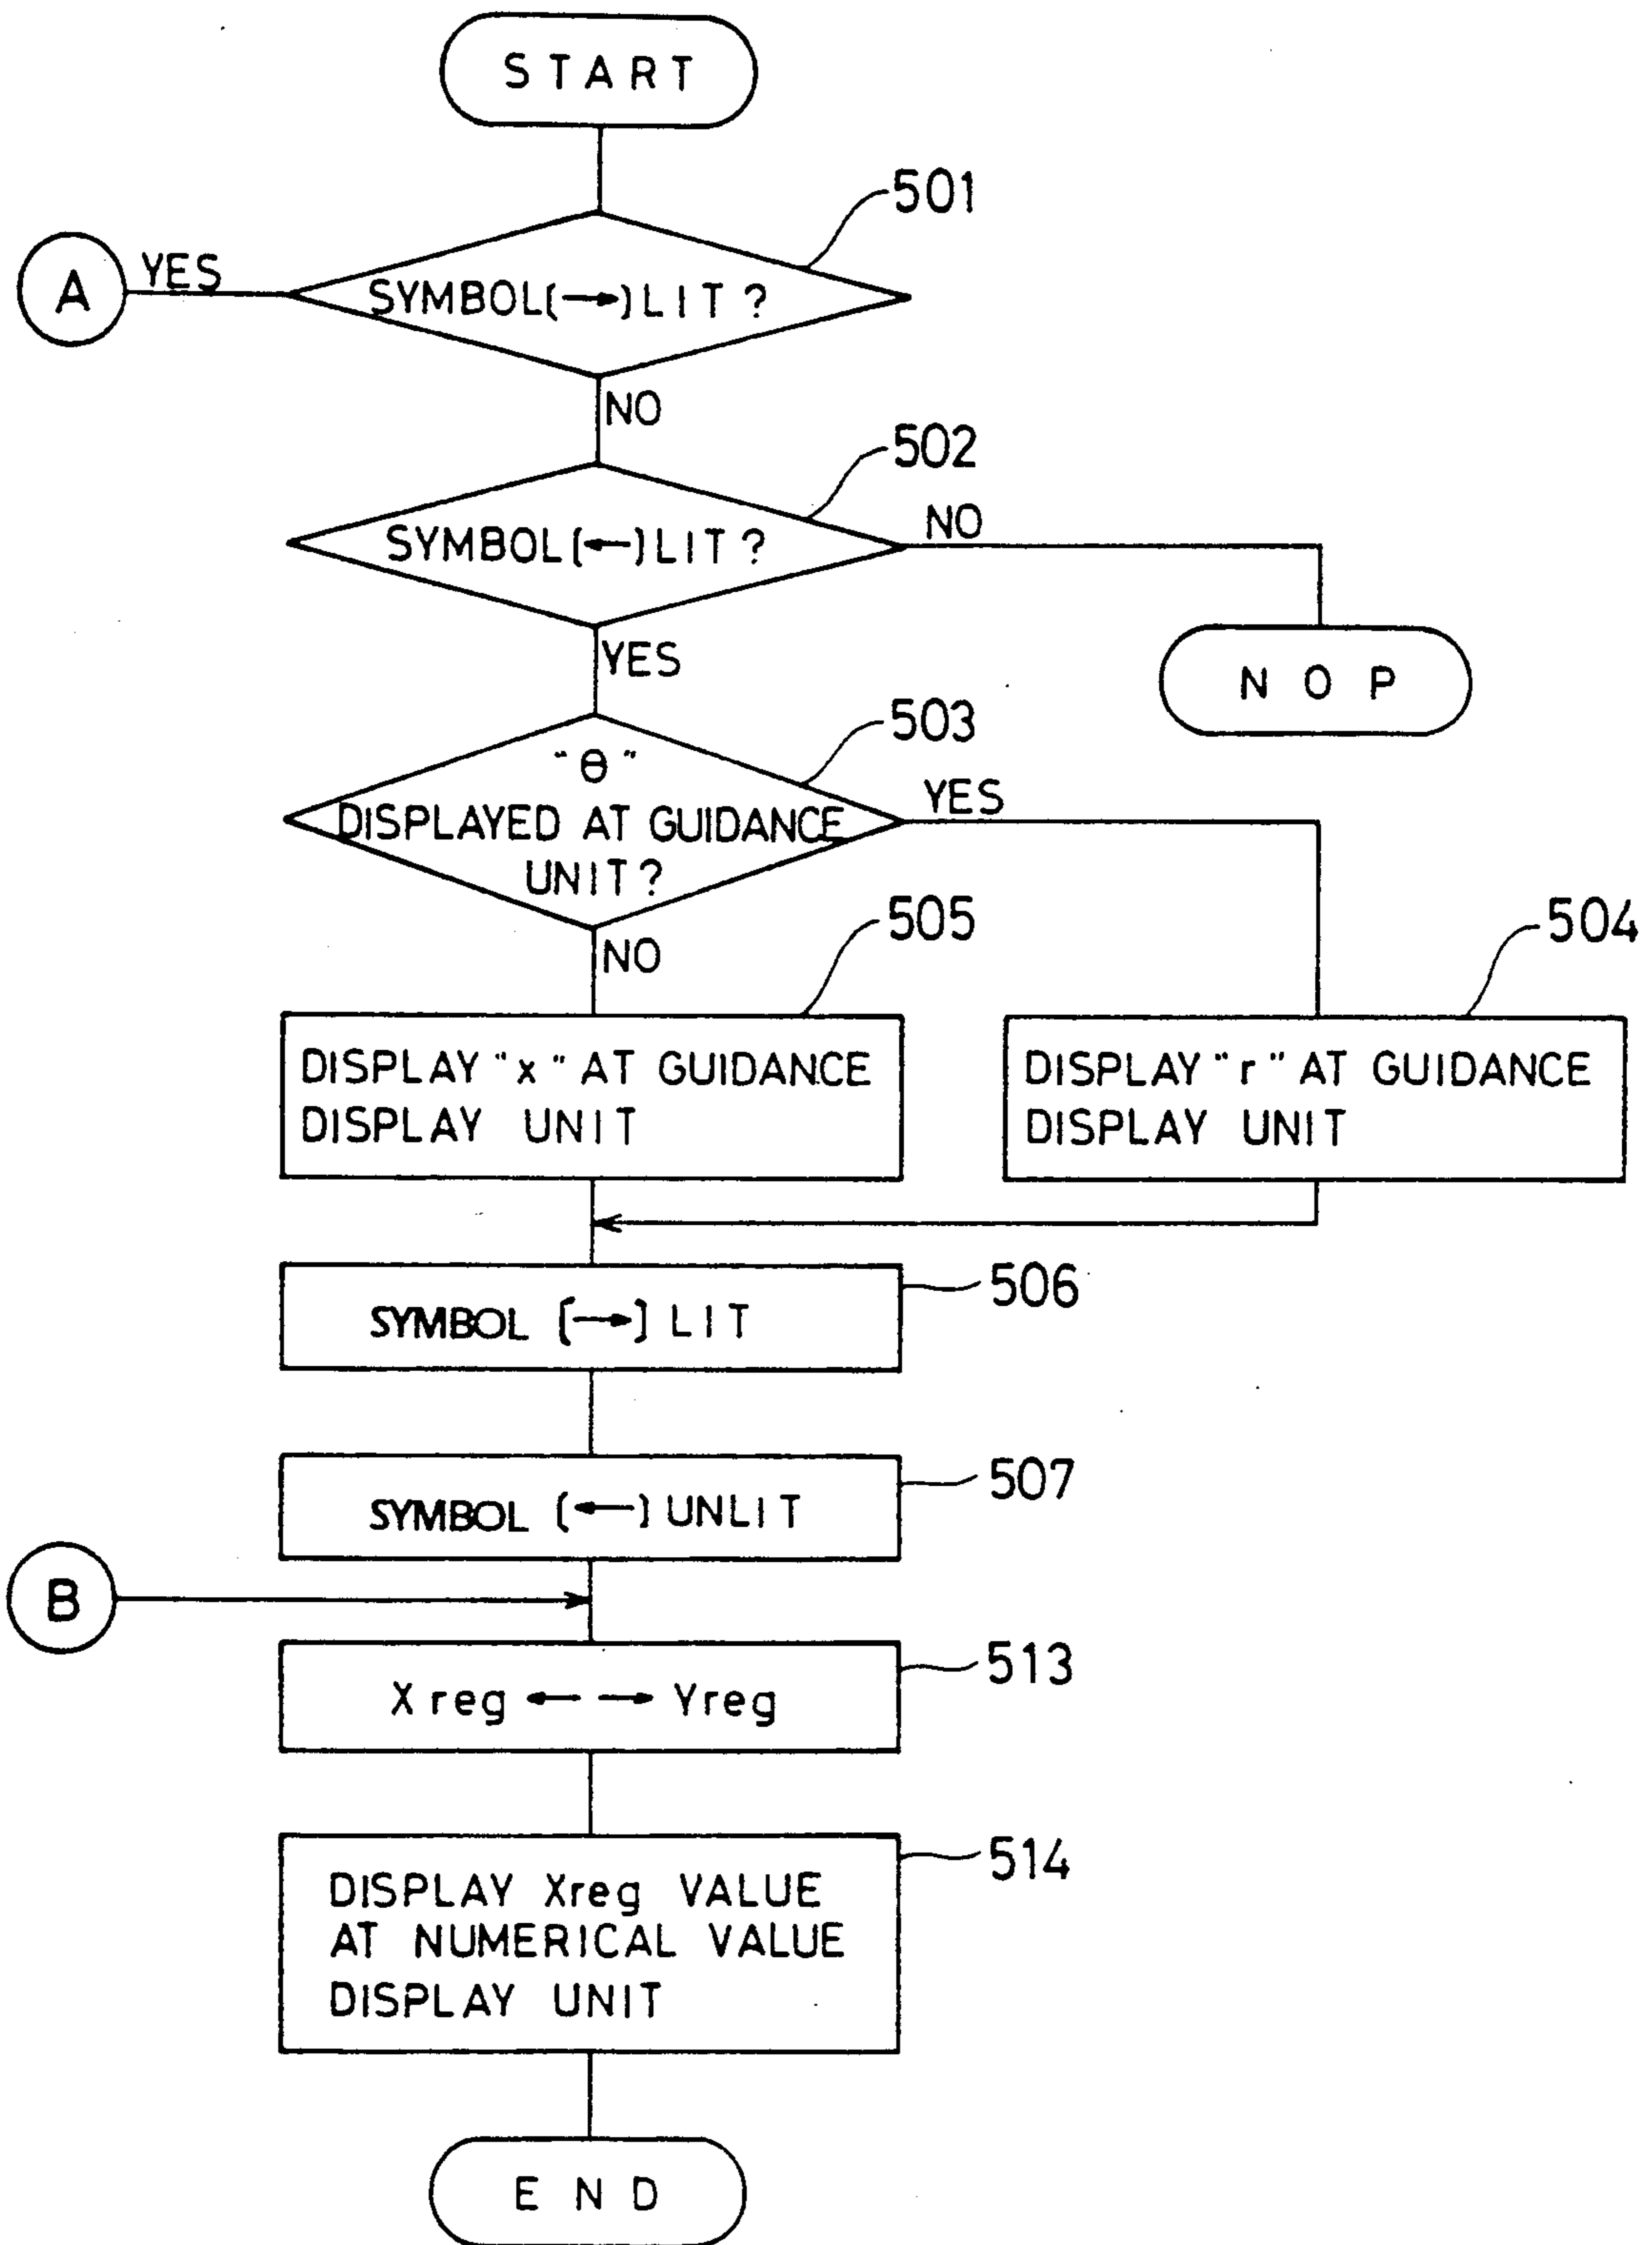 START
501
A
YES
SYMBOL(→)LIT?
NO
502
SYMBOL(←)LIT?
NO
YES
NOP
503
"θ"
DISPLAYED AT GUIDANCE
UNIT?
YES
NO
505
504
DISPLAY "x" AT GUIDANCE
DISPLAY UNIT
DISPLAY "r" AT GUIDANCE
DISPLAY UNIT
506
SYMBOL [→] LIT
507
SYMBOL (←) UNLIT
B
513
Xreg ← → Yreg
514
DISPLAY Xreg VALUE
AT NUMERICAL VALUE
DISPLAY UNIT
END